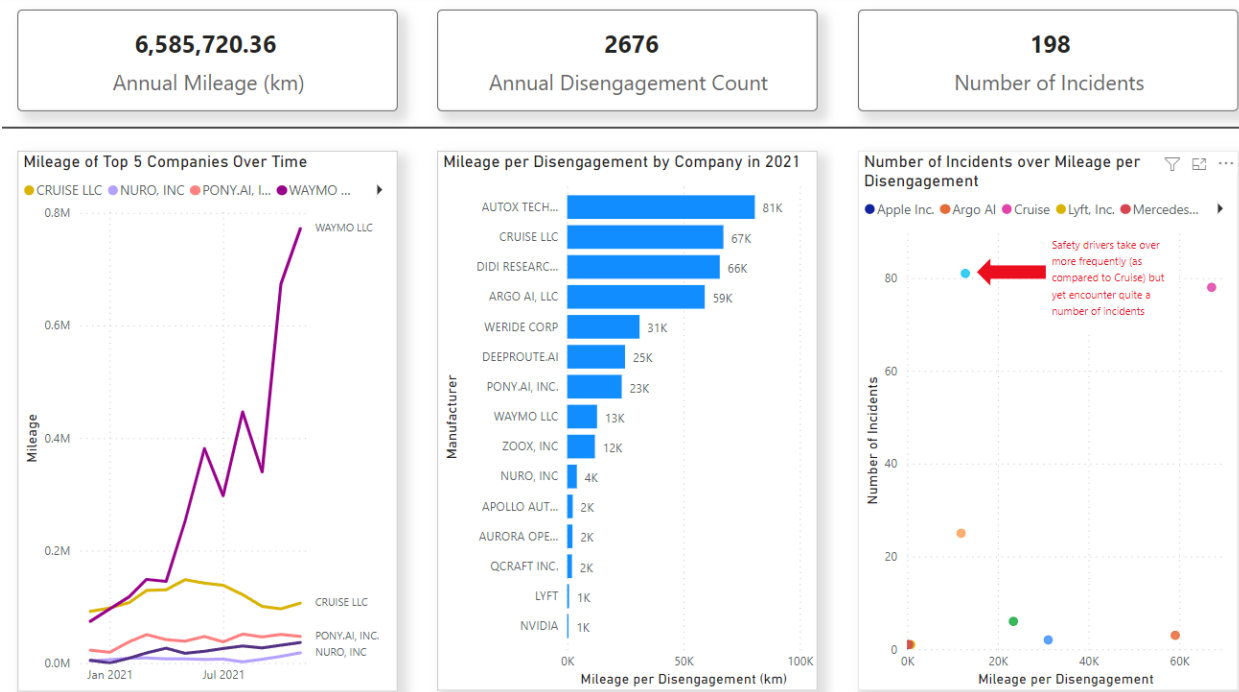 6,585,720.36
Annual Mileage (km)
2676
Annual Disengagement Count
198
Number of Incidents
Mileage of Top 5 Companies Over Time
CRUISE LLC NURO, INC PONY.AI, I... WAYMO ...
0.8M
0.6M
0.4M
0.2M
0.0M
Mileage
WAYMO LLC
CRUISE LLC
PONY.AI, INC.
NURO, INC
Jan 2021 Jul 2021
Mileage per Disengagement by Company in 2021
Manufacturer
AUTOX TECH... 81K
CRUISE LLC 67K
DIDI RESEARC... 66K
ARGO AI, LLC 59K
WERIDE CORP 31K
DEEPROUTE.AI 25K
PONY.AI, INC. 23K
WAYMO LLC 13K
ZOOX, INC 12K
NURO, INC 4K
APOLLO AUT... 2K
AURORA OPE... 2K
QCRAFT INC. 2K
LYFT 1K
NVIDIA 1K
0K 50K 100K
Mileage per Disengagement (km)
Number of Incidents over Mileage per
Disengagement
Apple Inc. Argo AI Cruise Lyft, Inc. Mercedes...
Safety drivers take over
more frequently (as
compared to Cruise) but
yet encounter quite a
number of incidents
80
60
40
20
0
Number of Incidents
0K 20K 40K 60K
Mileage per Disengagement